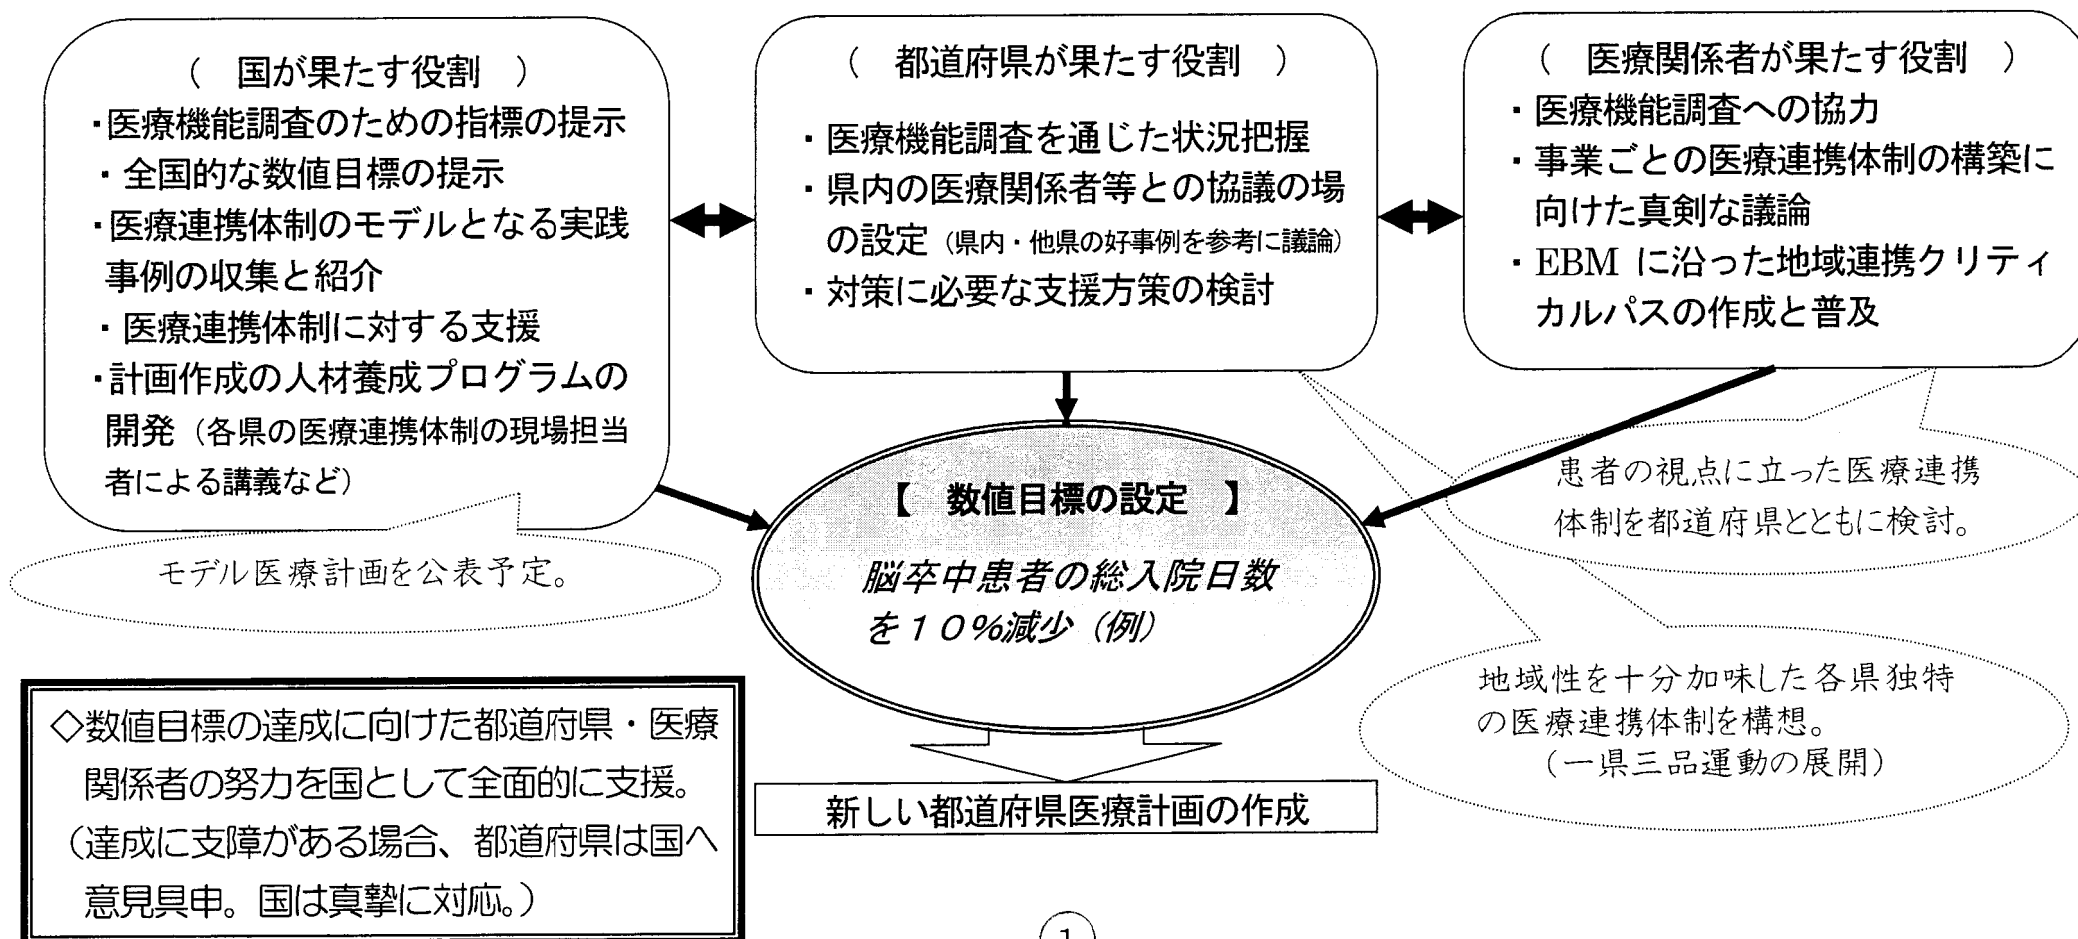 （　国が果たす役割　）
・医療機能調査のための指標の提示
・全国的な数値目標の提示
・医療連携体制のモデルとなる実践
事例の収集と紹介
・医療連携体制に対する支援
・計画作成の人材養成プログラムの
開発（各県の医療連携体制の現場担当
者による講義など）
モデル医療計画を公表予定。
（　都道府県が果たす役割　）
・医療機能調査を通じた状況把握
・県内の医療関係者等との協議の場
の設定（県内・他県の好事例を参考に議論）
・対策に必要な支援方策の検討
（　医療関係者が果たす役割　）
・医療機能調査への協力
・事業ごとの医療連携体制の構築に
向けた真剣な議論
・EBM に沿った地域連携クリティ
カルパスの作成と普及
患者の視点に立った医療連携
体制を都道府県とともに検討。
【　数値目標の設定　】
脳卒中患者の総入院日数
を１０％減少（例）
地域性を十分加味した各県独特
の医療連携体制を構想。
（一県三品運動の展開）
◇数値目標の達成に向けた都道府県・医療
関係者の努力を国として全面的に支援。
（達成に支障がある場合、都道府県は国へ
意見具申。国は真摯に対応。）
新しい都道府県医療計画の作成
1